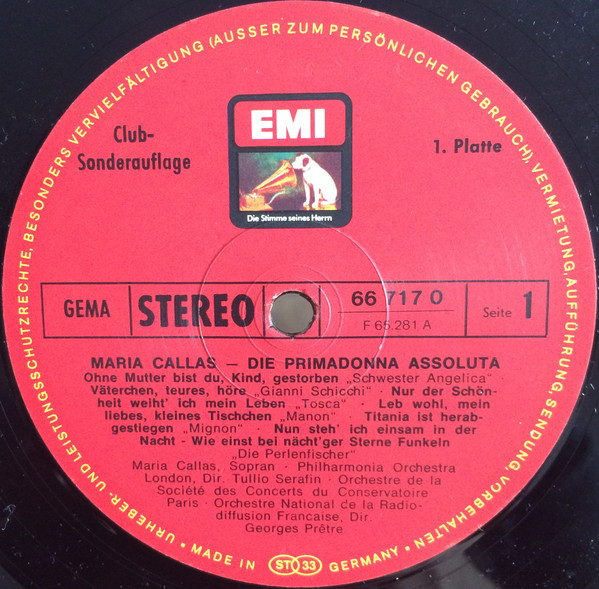 URHEBER- UND LEISTUNGSSCHUTZRECHTE, BESONDERS VERVIELFÄLTIGUNG (AUSSER ZUM PERSÖNLICHEN GEBRAUCH), VERMIETUNG, AUFFÜHRUNG, SENDUNG, VORBEHALTEN
Club-
Sonderauflage
EMI
Die Stimme seines Herrn
1. Platte
GEMA
STEREO
66 717 0
F 65.281 A
Seite 1
MARIA CALLAS – DIE PRIMADONNA ASSOLUTA
Ohne Mutter bist du, Kind, gestorben „Schwester Angelica" ·
Väterchen, teures, höre „Gianni Schicchi" · Nur der Schön-
heit weiht' ich mein Leben „Tosca" · Leb wohl, mein
liebes, kleines Tischchen „Manon" · Titania ist herab-
gestiegen „Mignon" · Nun steh' ich einsam in der
Nacht - Wie einst bei nächt'ger Sterne Funkeln
„Die Perlenfischer"
Maria Callas, Sopran · Philharmonia Orchestra
London, Dir. Tullio Serafin · Orchestre de la
Société des Concerts du Conservatoire
Paris · Orchestre National de la Radio-
diffusion Francaise, Dir.
Georges Prêtre
· MADE IN ST 33 GERMANY ·